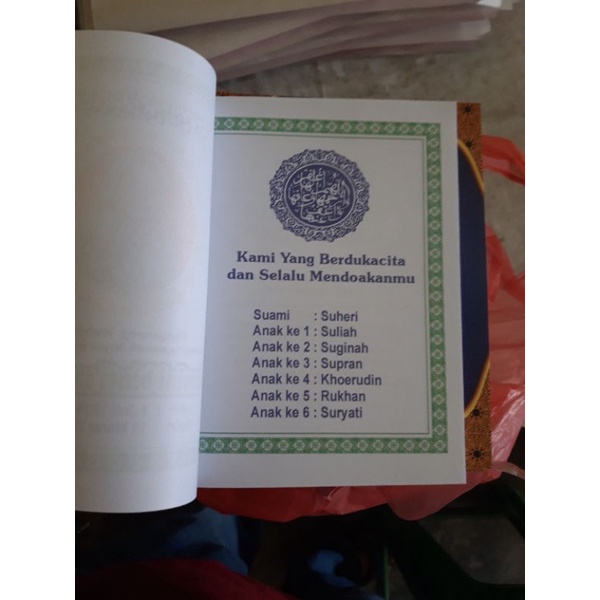 Kami Yang Berdukacita
dan Selalu Mendoakanmu
Suami : Suheri
Anak ke 1 : Suliah
Anak ke 2 : Suginah
Anak ke 3 : Supran
Anak ke 4 : Khoerudin
Anak ke 5 : Rukhan
Anak ke 6 : Suryati